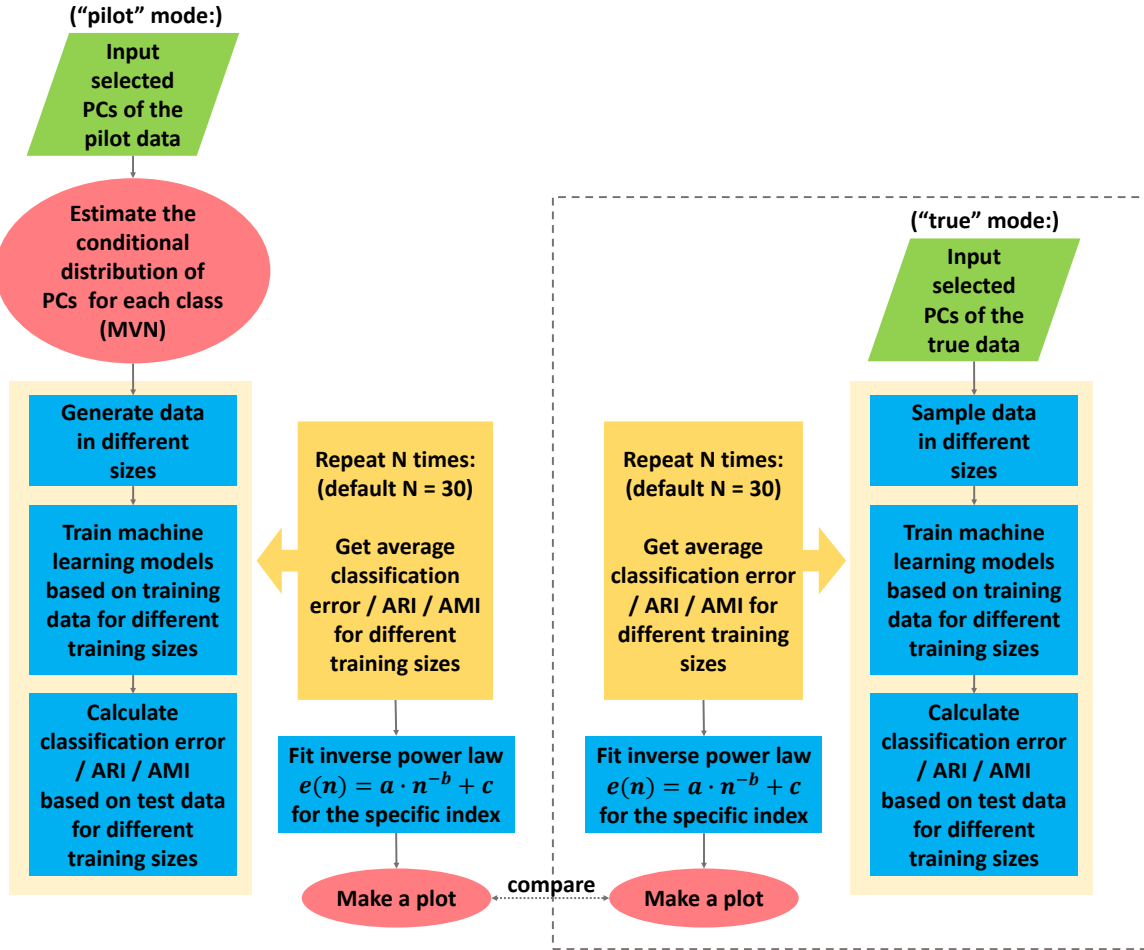 (“pilot” mode:)
Input
selected
PCs of the
pilot data
Estimate the
conditional
distribution of
PCs for each class
(MVN)
Generate data
in different
sizes
Train machine
learning models
based on training
data for different
training sizes
Calculate
classification error
/ ARI / AMI
based on test data
for different
training sizes
Repeat N times:
(default N = 30)
Get average
classification
error / ARI / AMI
for different
training sizes
Fit inverse power law
e(n) = a · n⁻ᵇ + c
for the specific index
Make a plot
compare
(“true” mode:)
Input
selected
PCs of the
true data
Sample data
in different
sizes
Train machine
learning models
based on training
data for different
training sizes
Calculate
classification error
/ ARI / AMI
based on test data
for different
training sizes
Repeat N times:
(default N = 30)
Get average
classification error
/ ARI / AMI for
different training
sizes
Fit inverse power law
e(n) = a · n⁻ᵇ + c
for the specific index
Make a plot